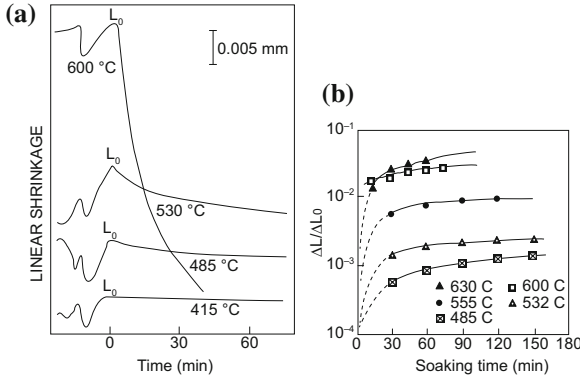 (a)
L₀
600 °C
0.005 mm
L₀
530 °C
L₀
485 °C
L₀
415 °C
LINEAR SHRINKAGE
0 30 60
Time (min)
(b)
10⁻¹
10⁻²
10⁻³
10⁻⁴
ΔL/ΔL0
630 C 600 C
555 C 532 C
485 C
0 30 60 90 120 150 180
Soaking time (min)